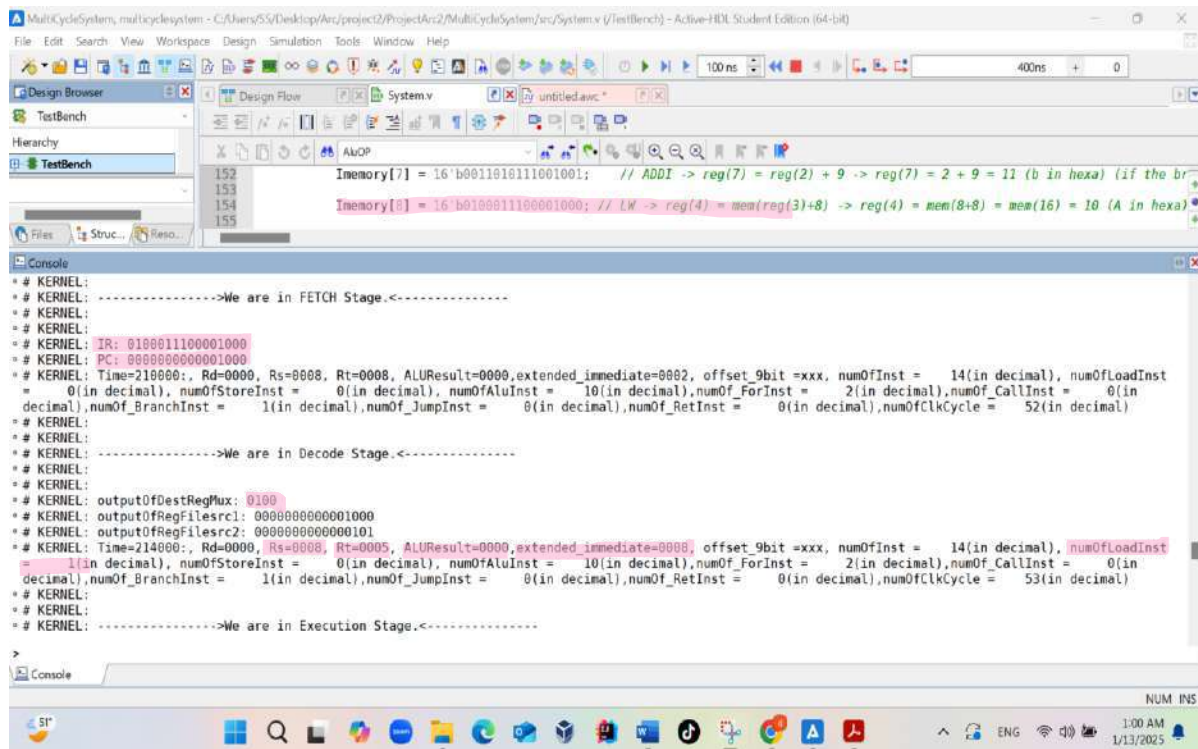 MultiCycleSystem, multicyclesystem - C:/Users/SS/Desktop/Arc/project2/ProjectArc2/MultiCycleSystem/src/System.v (/TestBench) - Active-HDL Student Edition (64-bit)
File Edit Search View Workspace Design Simulation Tools Window Help
100 ns 400ns + 0
Design Browser Design Flow System.v untitled.awc *
TestBench
Hierarchy AluOP
TestBench
152 Imemory[7] = 16'b0011010111001001; // ADDI -> reg(7) = reg(2) + 9 -> reg(7) = 2 + 9 = 11 (b in hexa) (if the br
153
154 Imemory[8] = 16'b0100011100001000; // LW -> reg(4) = mem(reg(3)+8) -> reg(4) = mem(8+8) = mem(16) = 10 (A in hexa)
155
Files Struc... Reso...
Console
# KERNEL:
# KERNEL: ---------------->We are in FETCH Stage.<---------------
# KERNEL:
# KERNEL:
# KERNEL: IR: 0100011100001000
# KERNEL: PC: 0000000000001000
# KERNEL: Time=210000:, Rd=0000, Rs=0008, Rt=0008, ALUResult=0000,extended_immediate=0002, offset_9bit =xxx, numOfInst = 14(in decimal), numOfLoadInst
= 0(in decimal), numOfStoreInst = 0(in decimal), numOfAluInst = 10(in decimal),numOf_ForInst = 2(in decimal),numOf_CallInst = 0(in
decimal),numOf_BranchInst = 1(in decimal),numOf_JumpInst = 0(in decimal),numOf_RetInst = 0(in decimal),numOfClkCycle = 52(in decimal)
# KERNEL:
# KERNEL:
# KERNEL: ---------------->We are in Decode Stage.<---------------
# KERNEL:
# KERNEL:
# KERNEL: outputOfDestRegMux: 0100
# KERNEL: outputOfRegFilesrc1: 0000000000001000
# KERNEL: outputOfRegFilesrc2: 0000000000000101
# KERNEL: Time=214000:, Rd=0000, Rs=0008, Rt=0005, ALUResult=0000,extended_immediate=0008, offset_9bit =xxx, numOfInst = 14(in decimal), numOfLoadInst
= 1(in decimal), numOfStoreInst = 0(in decimal), numOfAluInst = 10(in decimal),numOf_ForInst = 2(in decimal),numOf_CallInst = 0(in
decimal),numOf_BranchInst = 1(in decimal),numOf_JumpInst = 0(in decimal),numOf_RetInst = 0(in decimal),numOfClkCycle = 53(in decimal)
# KERNEL:
# KERNEL:
# KERNEL: ---------------->We are in Execution Stage.<---------------
>
Console
NUM INS
51°
ENG
1:00 AM
1/13/2025